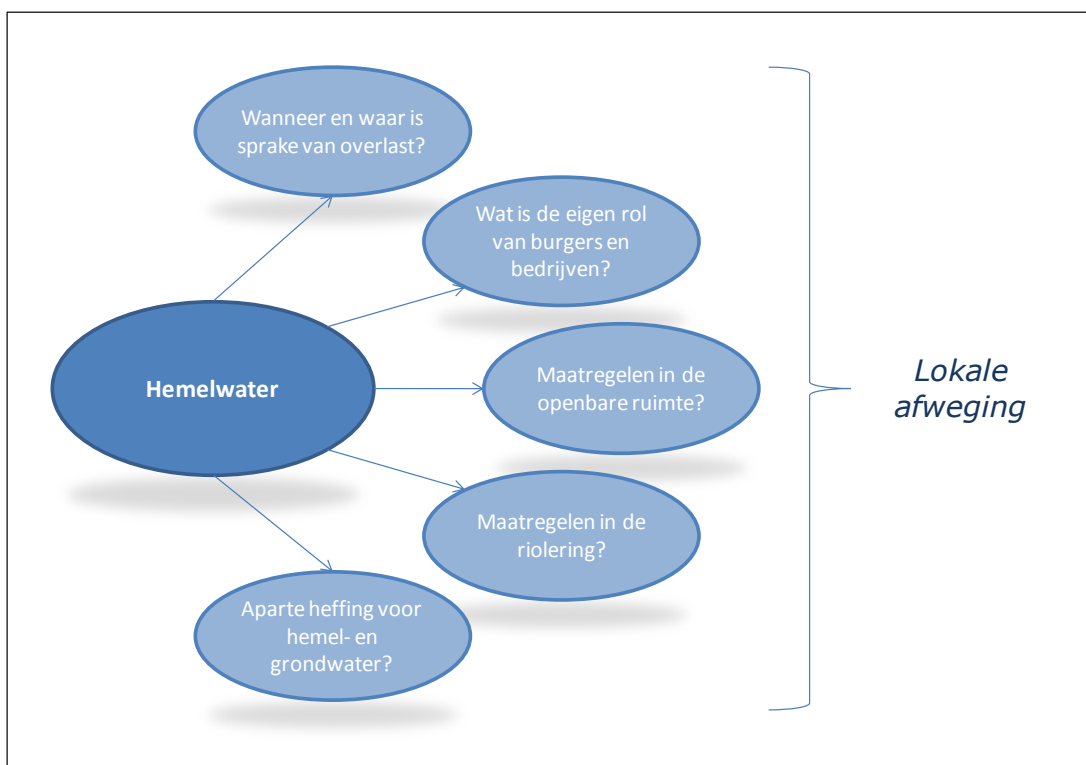 Wanneer en waar is
sprake van overlast?
Wat is de eigen rol
van burgers en
bedrijven?
Hemelwater
Maatregelen in de
openbare ruimte?
Lokale
afweging
Maatregelen in de
riolering?
Aparte heffing voor
hemel- en
grondwater?